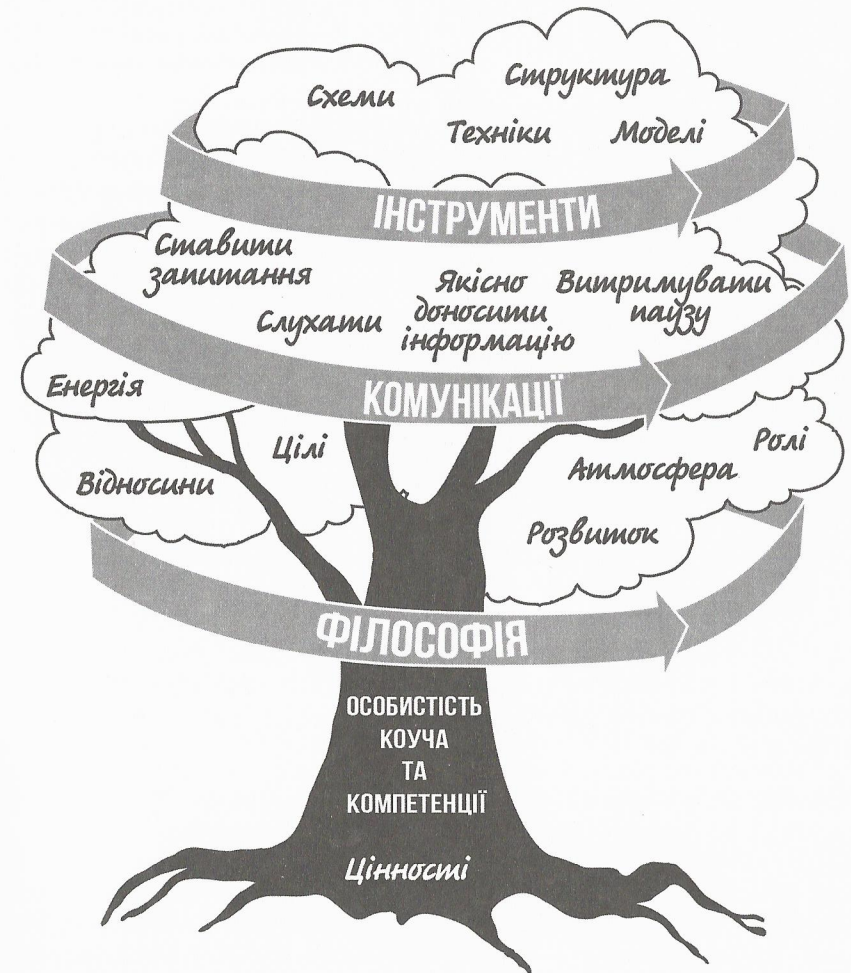 Схеми
Структура
Техніки
Моделі
ІНСТРУМЕНТИ
Ставити
запитання
Слухати
Якісно
доносити
інформацію
Витримувати
паузу
КОМУНІКАЦІЇ
Енергія
Відносини
Цілі
Атмосфера
Ролі
Розвиток
ФІЛОСОФІЯ
ОСОБИСТІСТЬ
КОУЧА
ТА
КОМПЕТЕНЦІЇ
Цінності